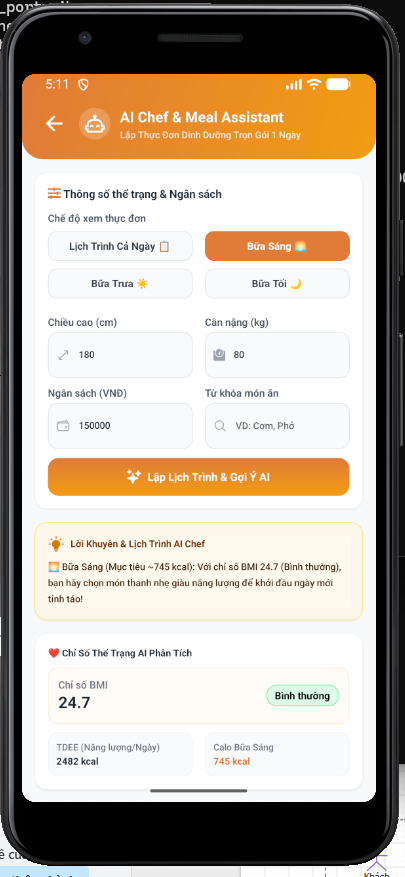 5:11
AI Chef & Meal Assistant
Lập Thực Đơn Dinh Dưỡng Trọn Gói 1 Ngày
Thông số thể trạng & Ngân sách
Chế độ xem thực đơn
Lịch Trình Cả Ngày 📋
Bữa Sáng 🌅
Bữa Trưa ☀️
Bữa Tối 🌙
Chiều cao (cm)
Cân nặng (kg)
180
80
Ngân sách (VNĐ)
Từ khóa món ăn
150000
VD: Cơm, Phở
Lập Lịch Trình & Gợi Ý AI
Lời Khuyên & Lịch Trình AI Chef
🌅 Bữa Sáng (Mục tiêu ~745 kcal): Với chỉ số BMI 24.7 (Bình thường),
bạn hãy chọn món thanh nhẹ giàu năng lượng để khởi đầu ngày mới
tỉnh táo!
❤️ Chỉ Số Thể Trạng AI Phân Tích
Chỉ số BMI
24.7
Bình thường
TDEE (Năng lượng/Ngày)
2482 kcal
Calo Bữa Sáng
745 kcal
Khách